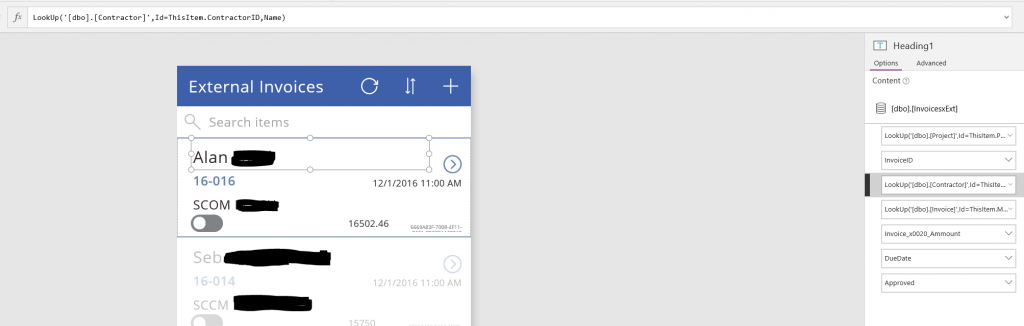 fx LookUp('[dbo].[Contractor]',Id=ThisItem.ContractorID,Name)
Heading1
Options Advanced
Content
[dbo].[InvoicesxExt]
LookUp('[dbo].[Project]',Id=ThisItem.P...
InvoiceID
LookUp('[dbo].[Contractor]',Id=ThisIte...
LookUp('[dbo].[Invoice]',Id=ThisItem.M...
Invoice_x0020_Ammount
DueDate
Approved
External Invoices
Search items
Alan
16-016 12/1/2016 11:00 AM
SCOM
16502.46
Seb
16-014 12/1/2016 11:00 AM
SCCM
15750